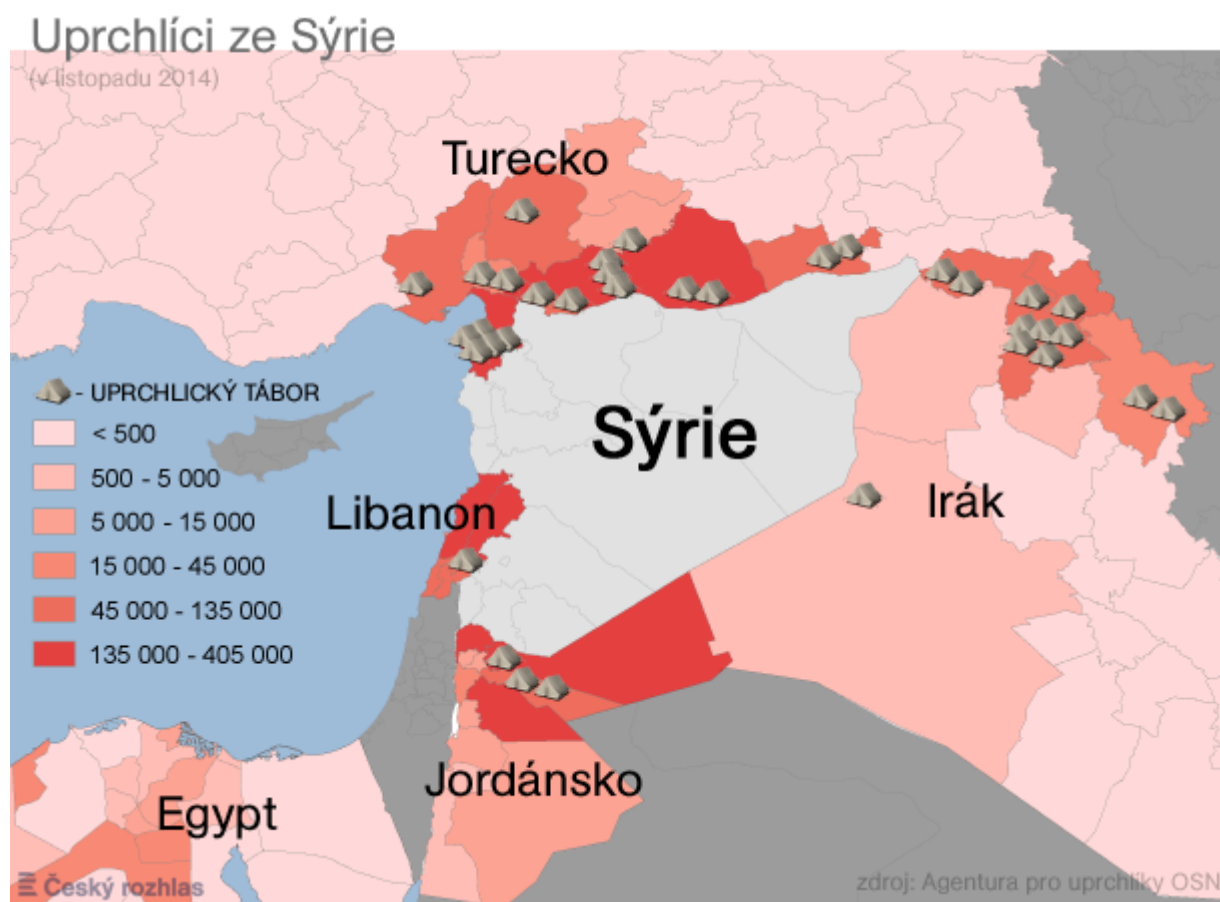 Uprchlíci ze Sýrie
(v listopadu 2014)
Turecko
- UPRCHLICKÝ TÁBOR
< 500
500 - 5 000
5 000 - 15 000
15 000 - 45 000
45 000 - 135 000
135 000 - 405 000
Sýrie
Libanon
Irák
Jordánsko
Egypt
Český rozhlas
zdroj: Agentura pro uprchlíky OSN